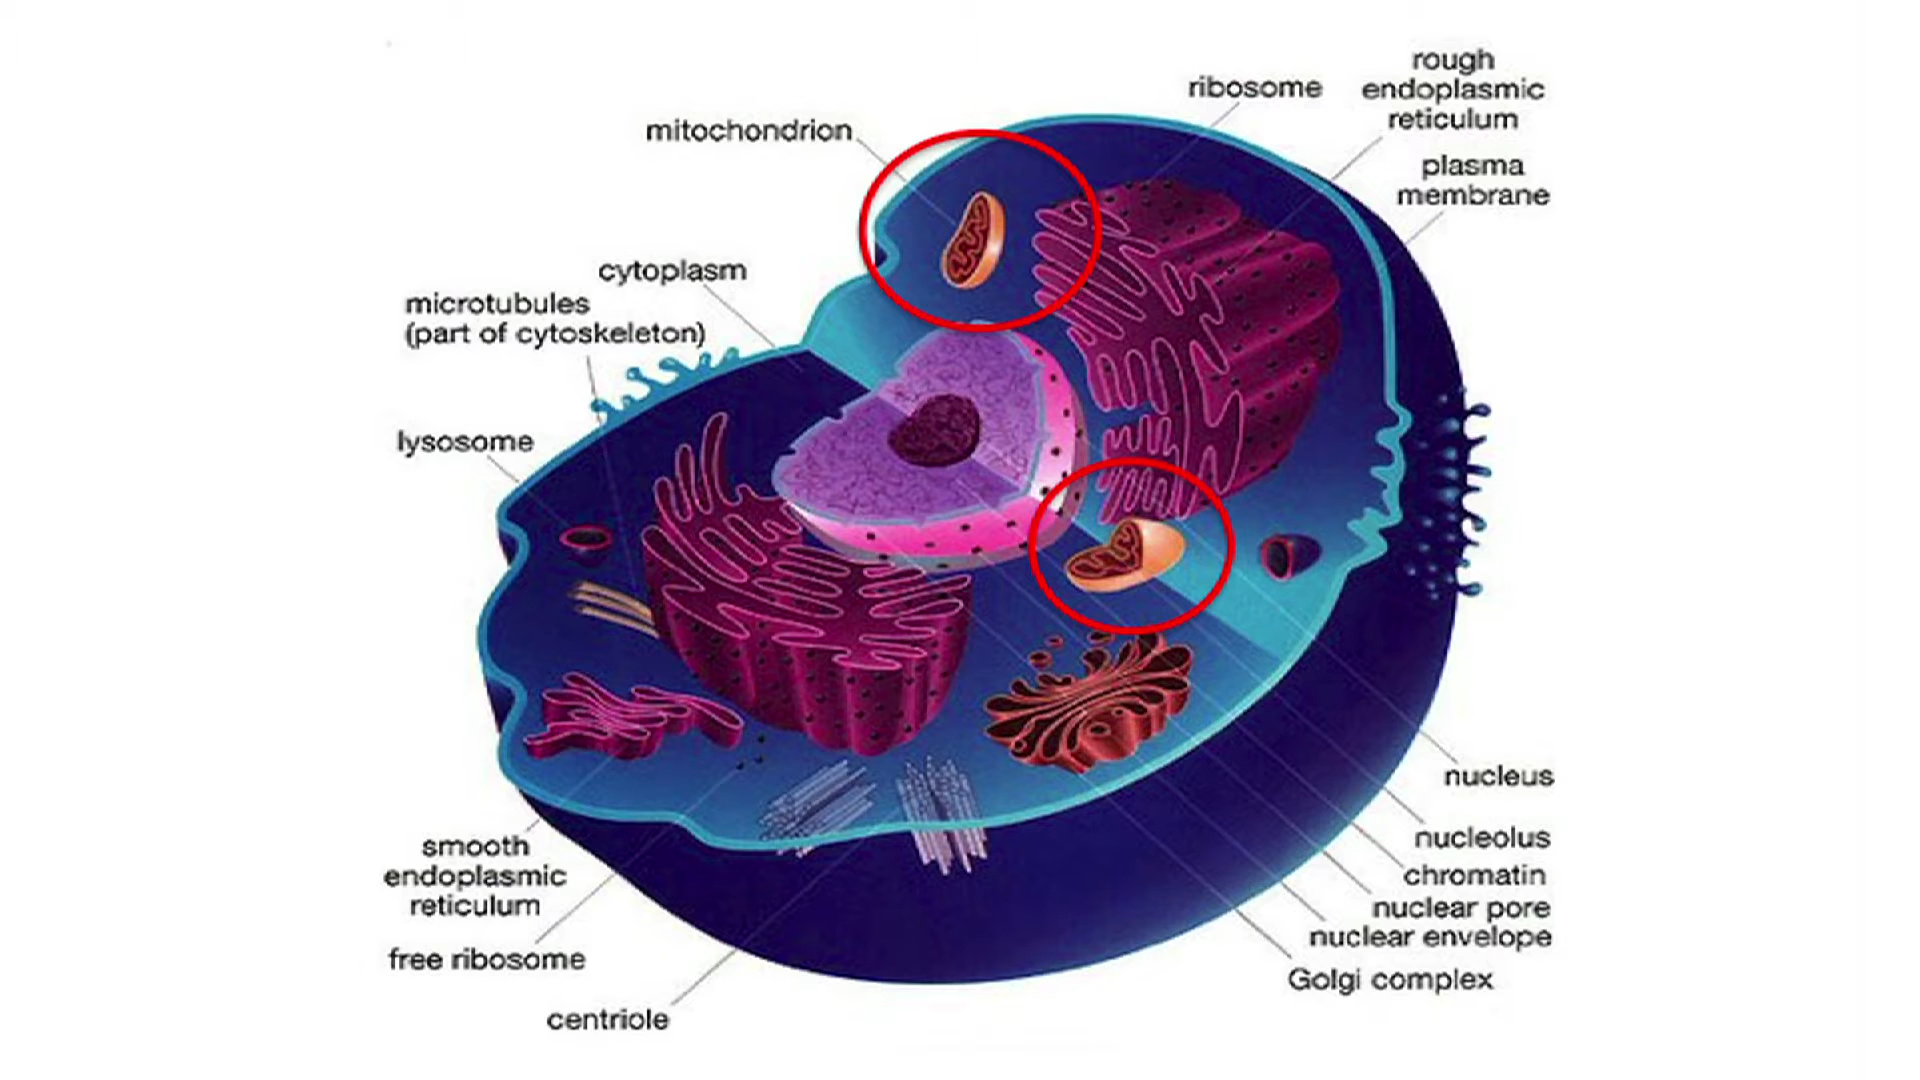 ribosome
rough
endoplasmic
reticulum
mitochondrion
plasma
membrane
cytoplasm
microtubules
(part of cytoskeleton)
lysosome
nucleus
nucleolus
smooth
endoplasmic
reticulum
chromatin
nuclear pore
nuclear envelope
free ribosome
Golgi complex
centriole